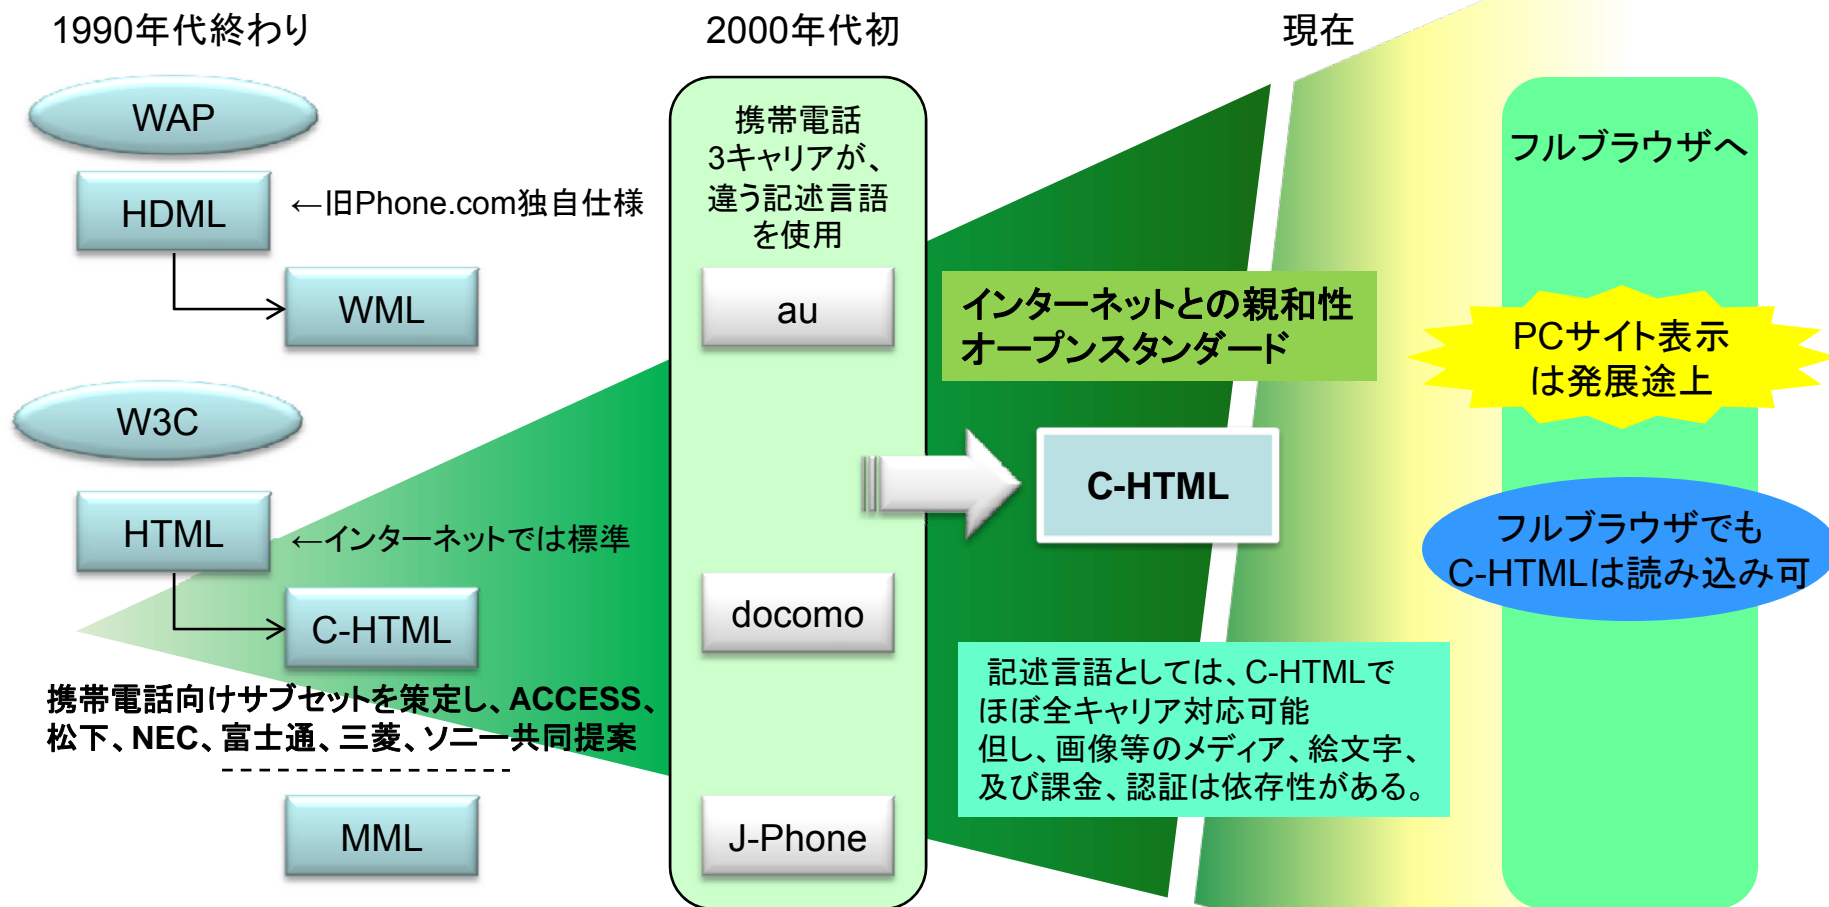 1990年代終わり
2000年代初
現在
WAP
HDML
←旧Phone.com独自仕様
WML
W3C
HTML
←インターネットでは標準
C-HTML
携帯電話向けサブセットを策定し、ACCESS、
松下、NEC、富士通、三菱、ソニー共同提案
MML
携帯電話
3キャリアが、
違う記述言語
を使用
au
docomo
J-Phone
インターネットとの親和性
オープンスタンダード
C-HTML
記述言語としては、C-HTMLで
ほぼ全キャリア対応可能
但し、画像等のメディア、絵文字、
及び課金、認証は依存性がある。
フルブラウザへ
PCサイト表示
は発展途上
フルブラウザでも
C-HTMLは読み込み可